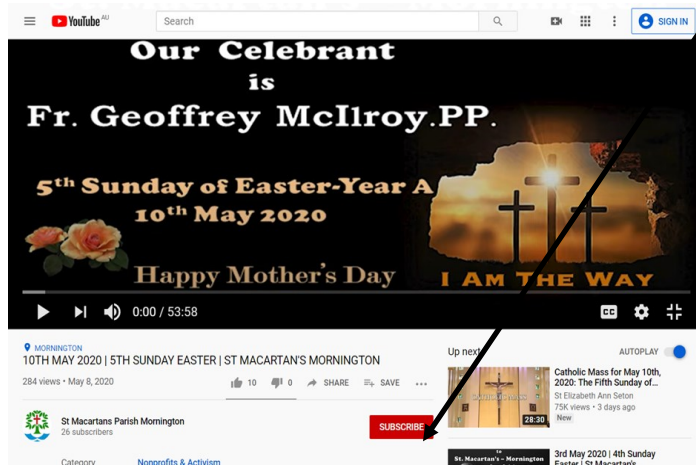 YouTube AU
Search
SIGN IN
Our Celebrant
is
Fr. Geoffrey McIlroy.PP.
5th Sunday of Easter-Year A
10th May 2020
Happy Mother's Day
I AM THE WAY
0:00 / 53:58
CC
MORNINGTON
10TH MAY 2020 | 5TH SUNDAY EASTER | ST MACARTAN'S MORNINGTON
284 views • May 8, 2020
10
0
SHARE
SAVE
St Macartans Parish Mornington
26 subscribers
SUBSCRIBE
Category
Nonprofits & Activism
Up next
AUTOPLAY
28:30
Catholic Mass for May 10th,
2020: The Fifth Sunday of...
St Elizabeth Ann Seton
75K views • 3 days ago
New
to
St. Macartan's – Mornington
3rd May 2020 | 4th Sunday
Easter | St Macartan's